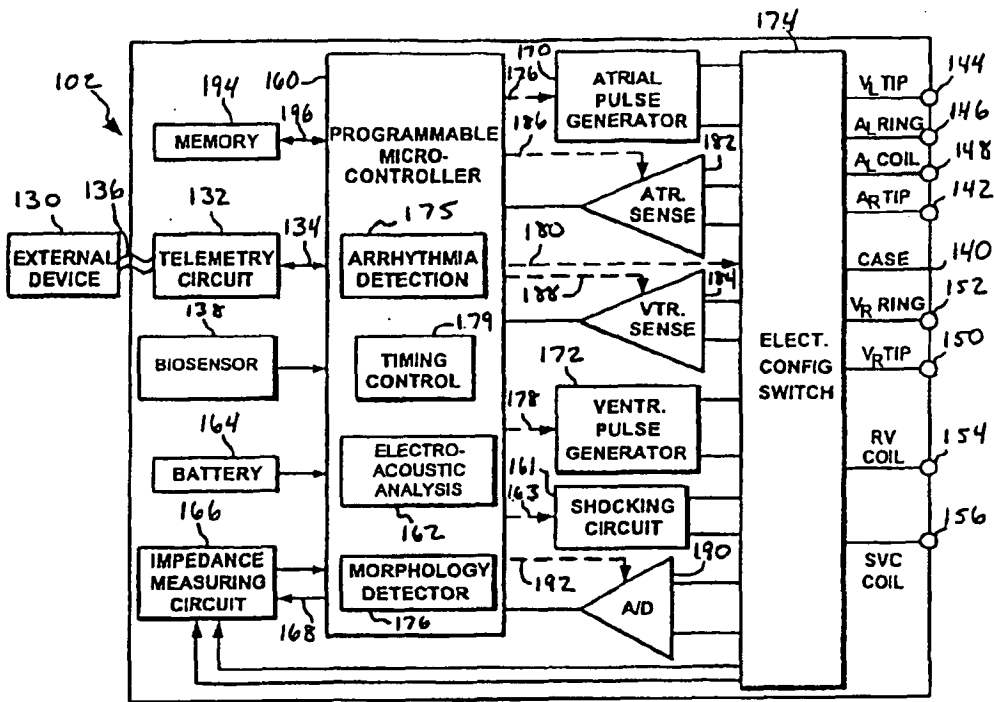 174
102
194
MEMORY
196
160
PROGRAMMABLE
MICRO-
CONTROLLER
170
176
ATRIAL
PULSE
GENERATOR
186
182
ATR.
SENSE
VL TIP
144
AL RING
146
AL COIL
148
AR TIP
142
CASE
140
VR RING
152
VR TIP
150
130
136
EXTERNAL
DEVICE
132
TELEMETRY
CIRCUIT
134
175
ARRHYTHMIA
DETECTION
180
188
184
VTR.
SENSE
ELECT.
CONFIG
SWITCH
138
BIOSENSOR
179
TIMING
CONTROL
172
178
VENTR.
PULSE
GENERATOR
164
BATTERY
ELECTRO-
ACOUSTIC
ANALYSIS
162
161
163
SHOCKING
CIRCUIT
RV
COIL
154
166
IMPEDANCE
MEASURING
CIRCUIT
168
MORPHOLOGY
DETECTOR
176
192
190
A/D
156
SVC
COIL